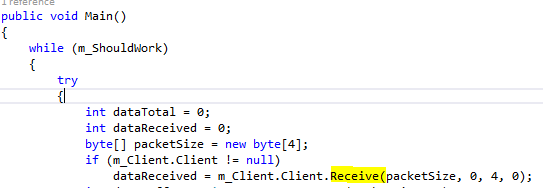 1 reference
public void Main()
{
while (m_ShouldWork)
{
try
{
int dataTotal = 0;
int dataReceived = 0;
byte[] packetSize = new byte[4];
if (m_Client.Client != null)
dataReceived = m_Client.Client.Receive(packetSize, 0, 4, 0);